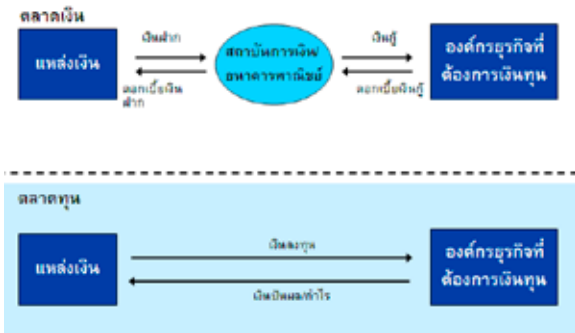 ตลาดเงิน
แหล่งเงิน
เงินฝาก
ดอกเบี้ยเงิน
ฝาก
สถาบันการเงิน/
ธนาคารพาณิชย์
เงินกู้
ดอกเบี้ยเงินกู้
องค์กรธุรกิจที่
ต้องการเงินทุน
ตลาดทุน
แหล่งเงิน
เงินลงทุน
เงินปันผล/กำไร
องค์กรธุรกิจที่
ต้องการเงินทุน